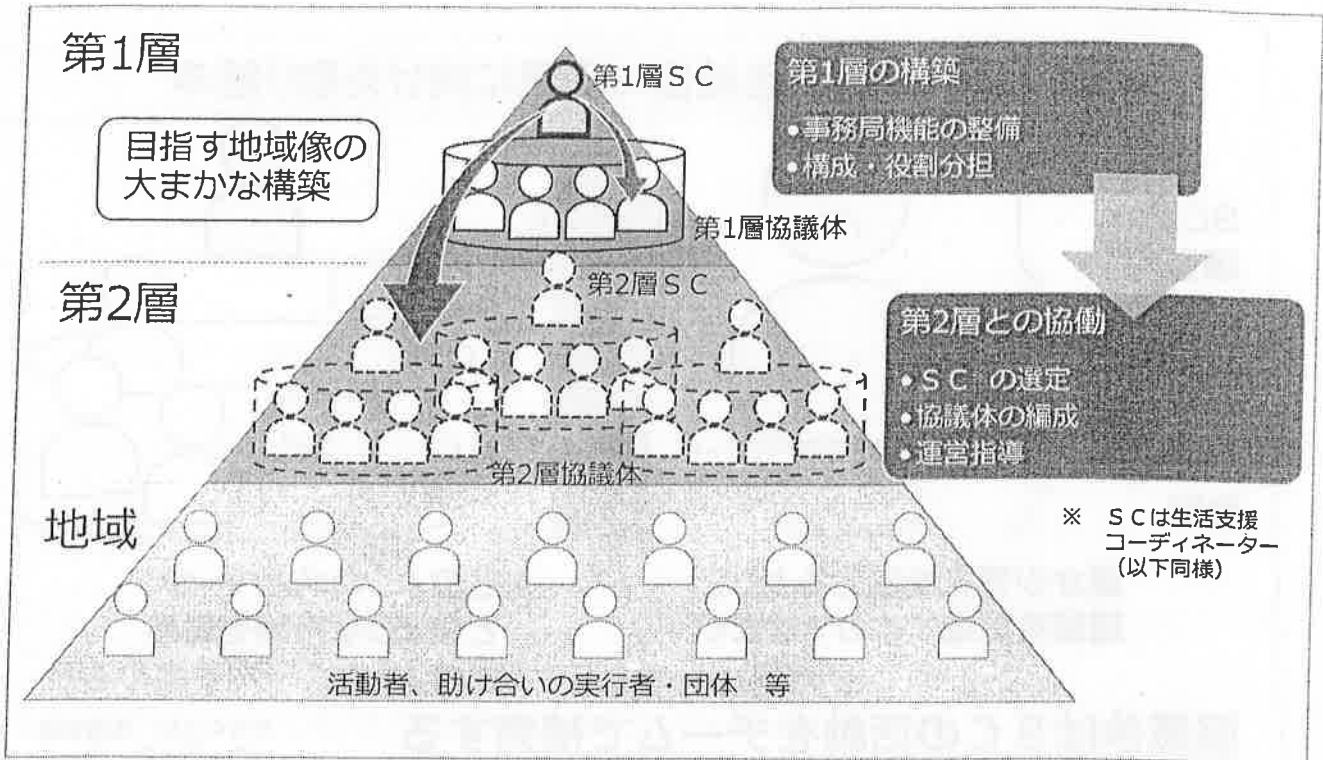 第1層
第1層SC
目指す地域像の
大まかな構築
第1層協議体
第1層の構築
●事務局機能の整備
●構成・役割分担
第2層
第2層SC
第2層協議体
第2層との協働
●SC の選定
●協議体の編成
●運営指導
地域
※ SCは生活支援
コーディネーター
(以下同様)
活動者、助け合いの実行者・団体 等